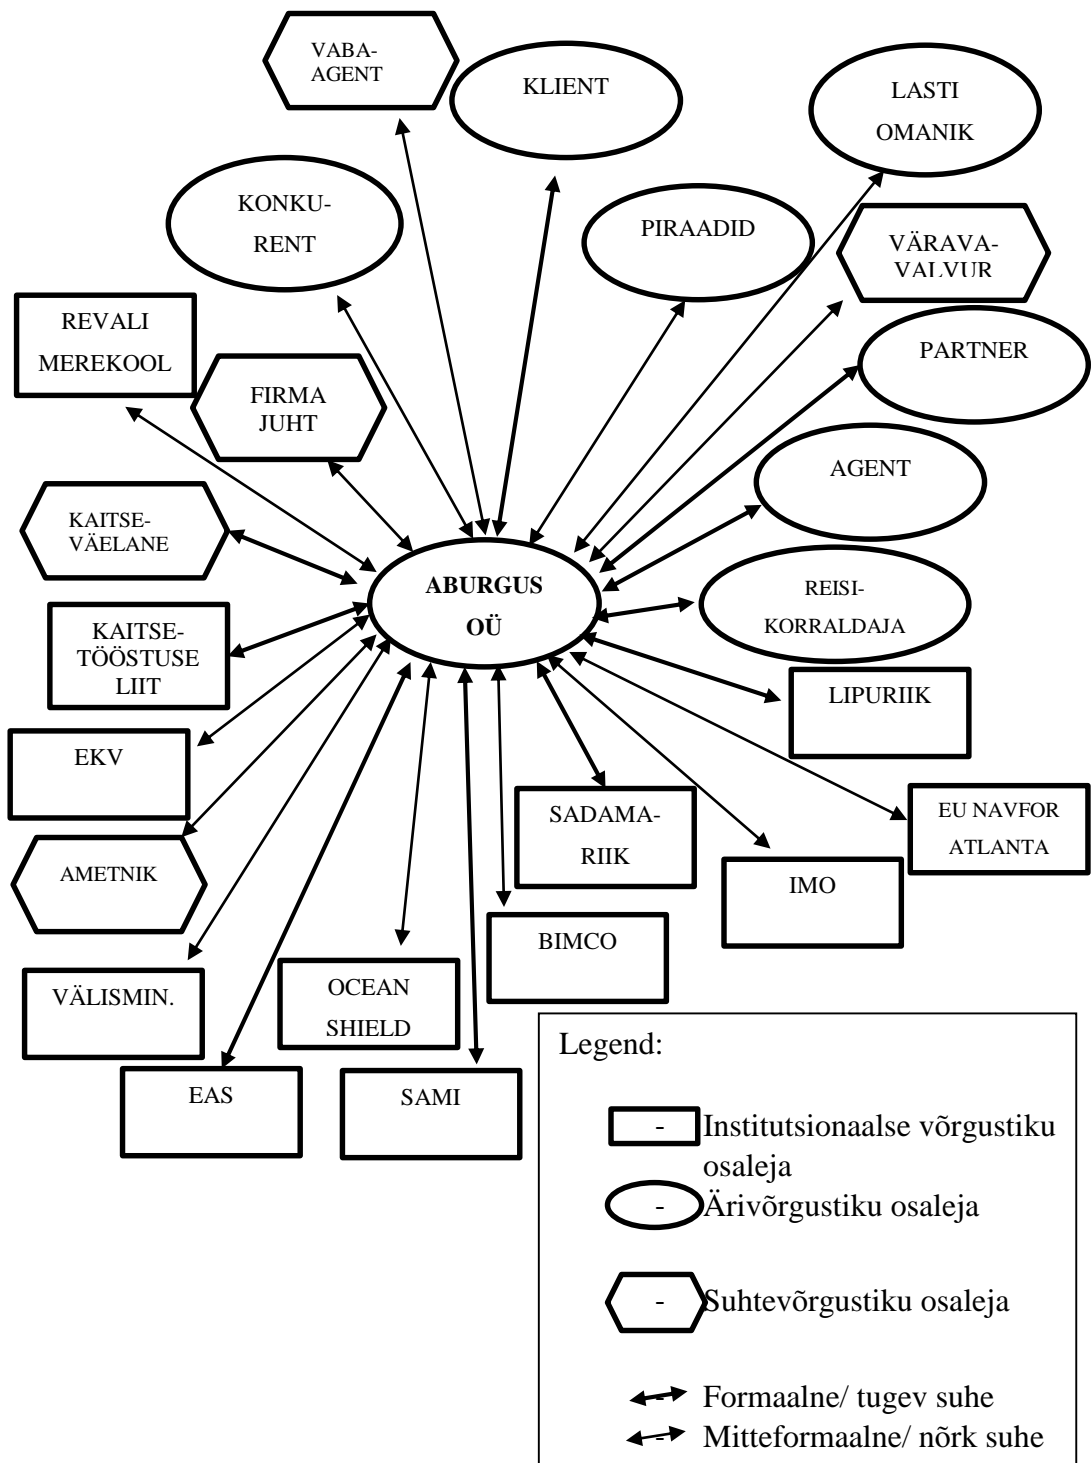 VABA-
AGENT
KLIENT
LASTI
OMANIK
KONKU-
RENT
PIRAADID
VÄRAVA-
VALVUR
REVALI
MEREKOOL
PARTNER
FIRMA
JUHT
AGENT
KAITSE-
VÄELANE
ABURGUS
OÜ
REISI-
KORRALDAJA
KAITSE-
TÖÖSTUSE
LIIT
LIPURIIK
EKV
SADAMA-
RIIK
EU NAVFOR
ATLANTA
AMETNIK
IMO
BIMCO
VÄLISMIN.
OCEAN
SHIELD
EAS
SAMI
Legend:
- Institutsionaalse võrgustiku
osaleja
- Ärivõrgustiku osaleja
- Suhtevõrgustiku osaleja
- Formaalne/ tugev suhe
- Mitteformaalne/ nõrk suhe